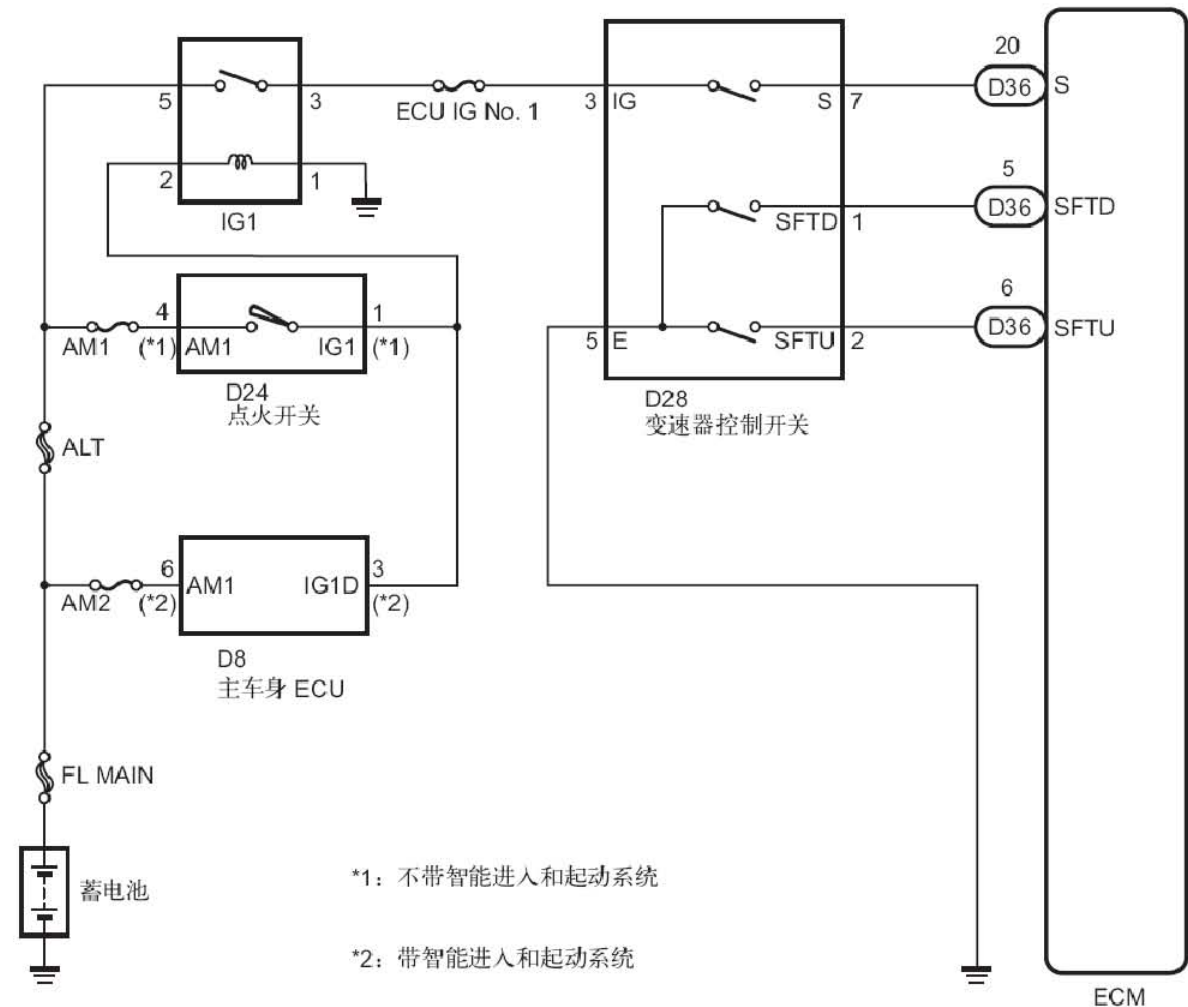 5
3
2
1
IG1
ECU IG No. 1
3 IG
S 7
20
D36
S
5
D36
SFTD
SFTD 1
6
D36
SFTU
5 E
SFTU 2
D28
变速器控制开关
AM1
4
(*1)
AM1
IG1
1
(*1)
D24
点火开关
ALT
AM2
6
(*2)
AM1
IG1D
3
(*2)
D8
主车身 ECU
FL MAIN
蓄电池
*1：不带智能进入和起动系统
*2：带智能进入和起动系统
ECM